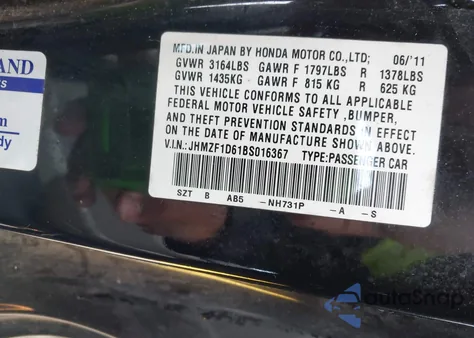 MFD.IN JAPAN BY HONDA MOTOR CO.,LTD; 06/'11
GVWR 3164LBS GAWR F 1797LBS R 1378LBS
GVWR 1435KG GAWR F 815 KG R 625 KG
THIS VEHICLE CONFORMS TO ALL APPLICABLE
FEDERAL MOTOR VEHICLE SAFETY ,BUMPER,
AND THEFT PREVENTION STANDARDS IN EFFECT
ON THE DATE OF MANUFACTURE SHOWN ABOVE.
V.I.N.:JHMZF1D61BS016367 TYPE:PASSENGER CAR
SZT B AB5 -NH731P -A -S
AND
autoSnap